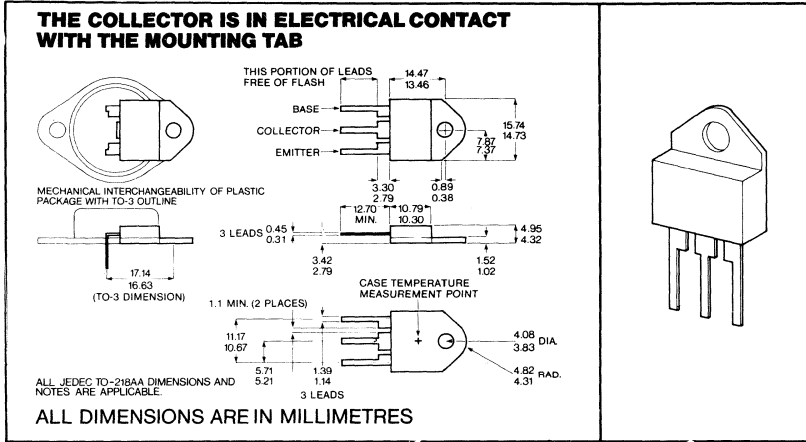 THE COLLECTOR IS IN ELECTRICAL CONTACT
WITH THE MOUNTING TAB
THIS PORTION OF LEADS
FREE OF FLASH
14.47
13.46
BASE
COLLECTOR
EMITTER
15.74
14.73
7.87
7.37
3.30
2.79
0.89
0.38
MECHANICAL INTERCHANGEABILITY OF PLASTIC
PACKAGE WITH TO-3 OUTLINE
12.70
MIN.
10.79
10.30
3 LEADS 0.45
0.31
4.95
4.32
3.42
2.79
1.52
1.02
17.14
16.63
(TO-3 DIMENSION)
CASE TEMPERATURE
MEASUREMENT POINT
1.1 MIN. (2 PLACES)
11.17
10.67
5.71
5.21
1.39
1.14
3 LEADS
4.08
3.83 DIA.
4.82
4.31 RAD.
ALL JEDEC TO-218AA DIMENSIONS AND
NOTES ARE APPLICABLE.
ALL DIMENSIONS ARE IN MILLIMETRES